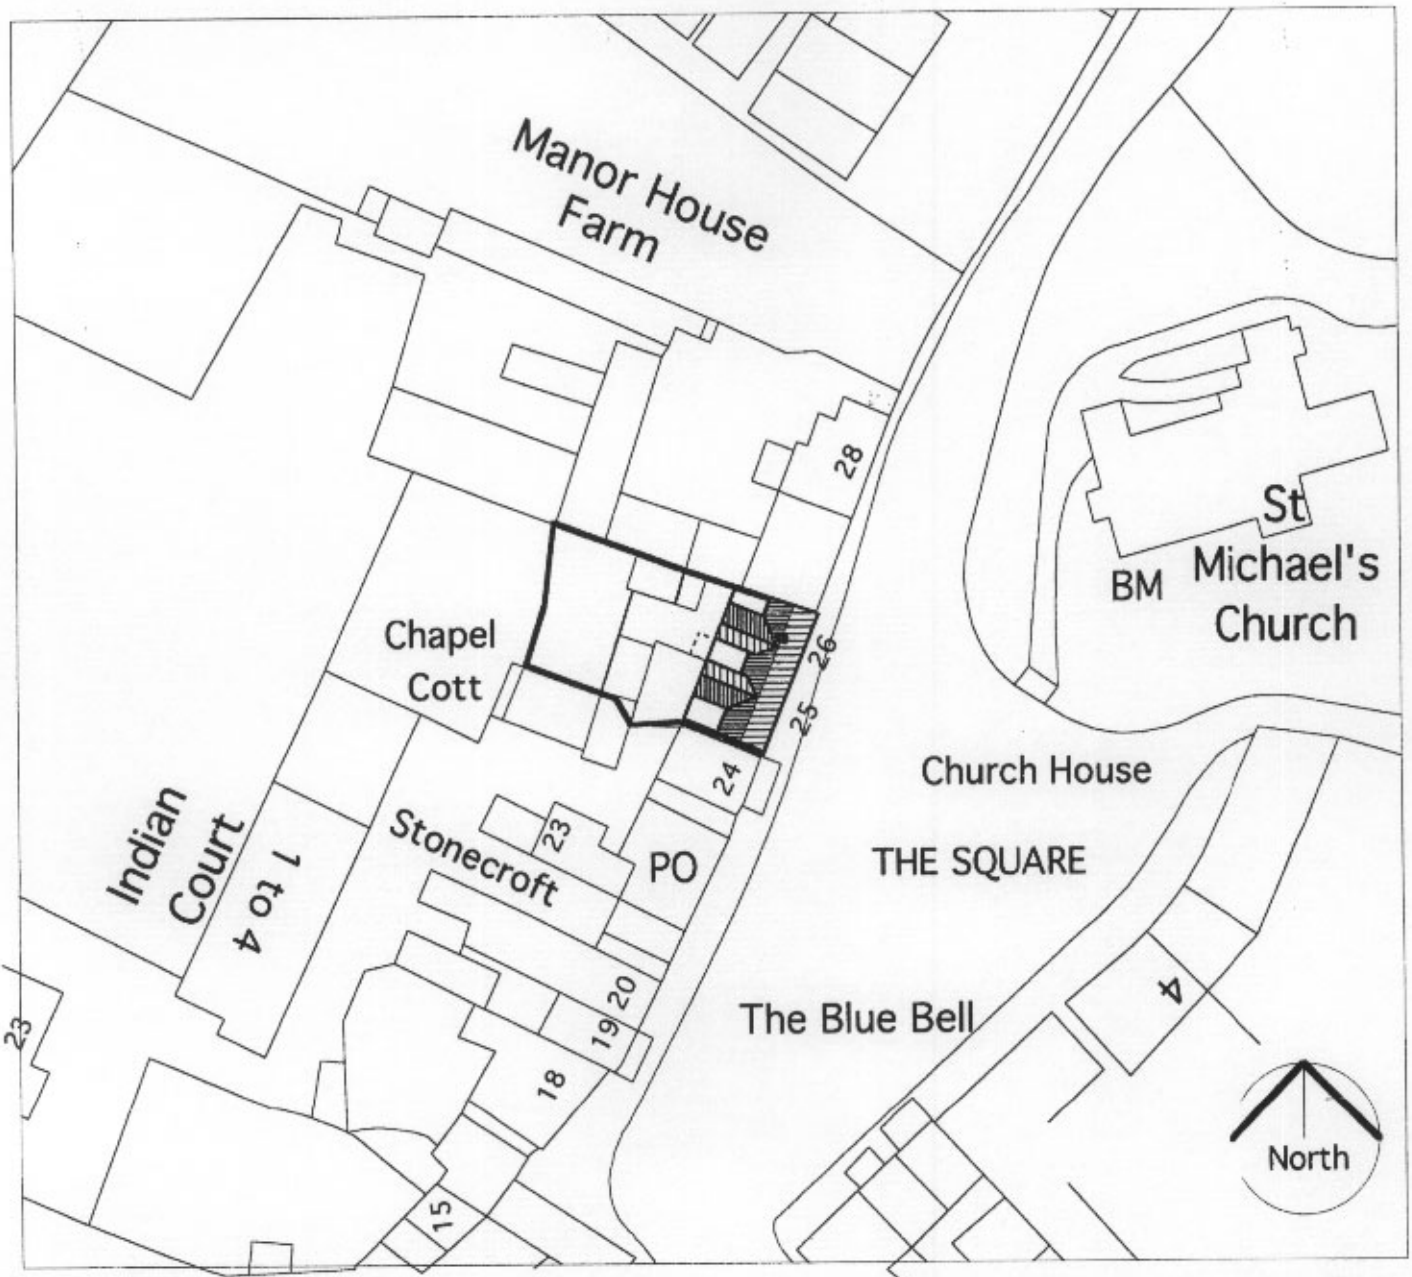 Manor House
Farm
28
St
Michael's
Church
BM
26
25
Chapel
Cott
24
Church House
Indian
Court
1 to 4
Stonecroft
23
PO
THE SQUARE
20
19
18
The Blue Bell
4
23
15
North